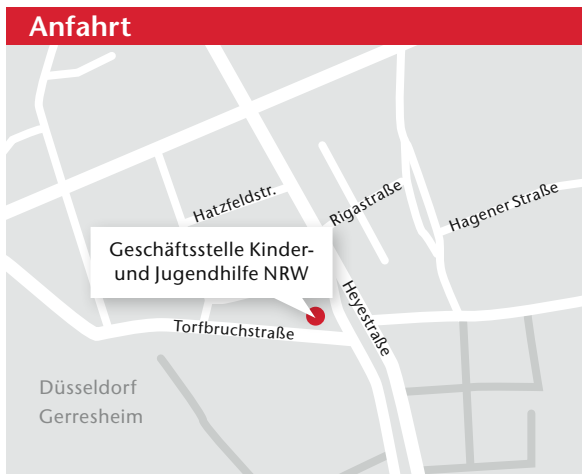 Anfahrt
Hatzfeldstr.
Rigastraße
Hagener Straße
Geschäftsstelle Kinder-
und Jugendhilfe NRW
Heyestraße
Torfbruchstraße
Düsseldorf
Gerresheim